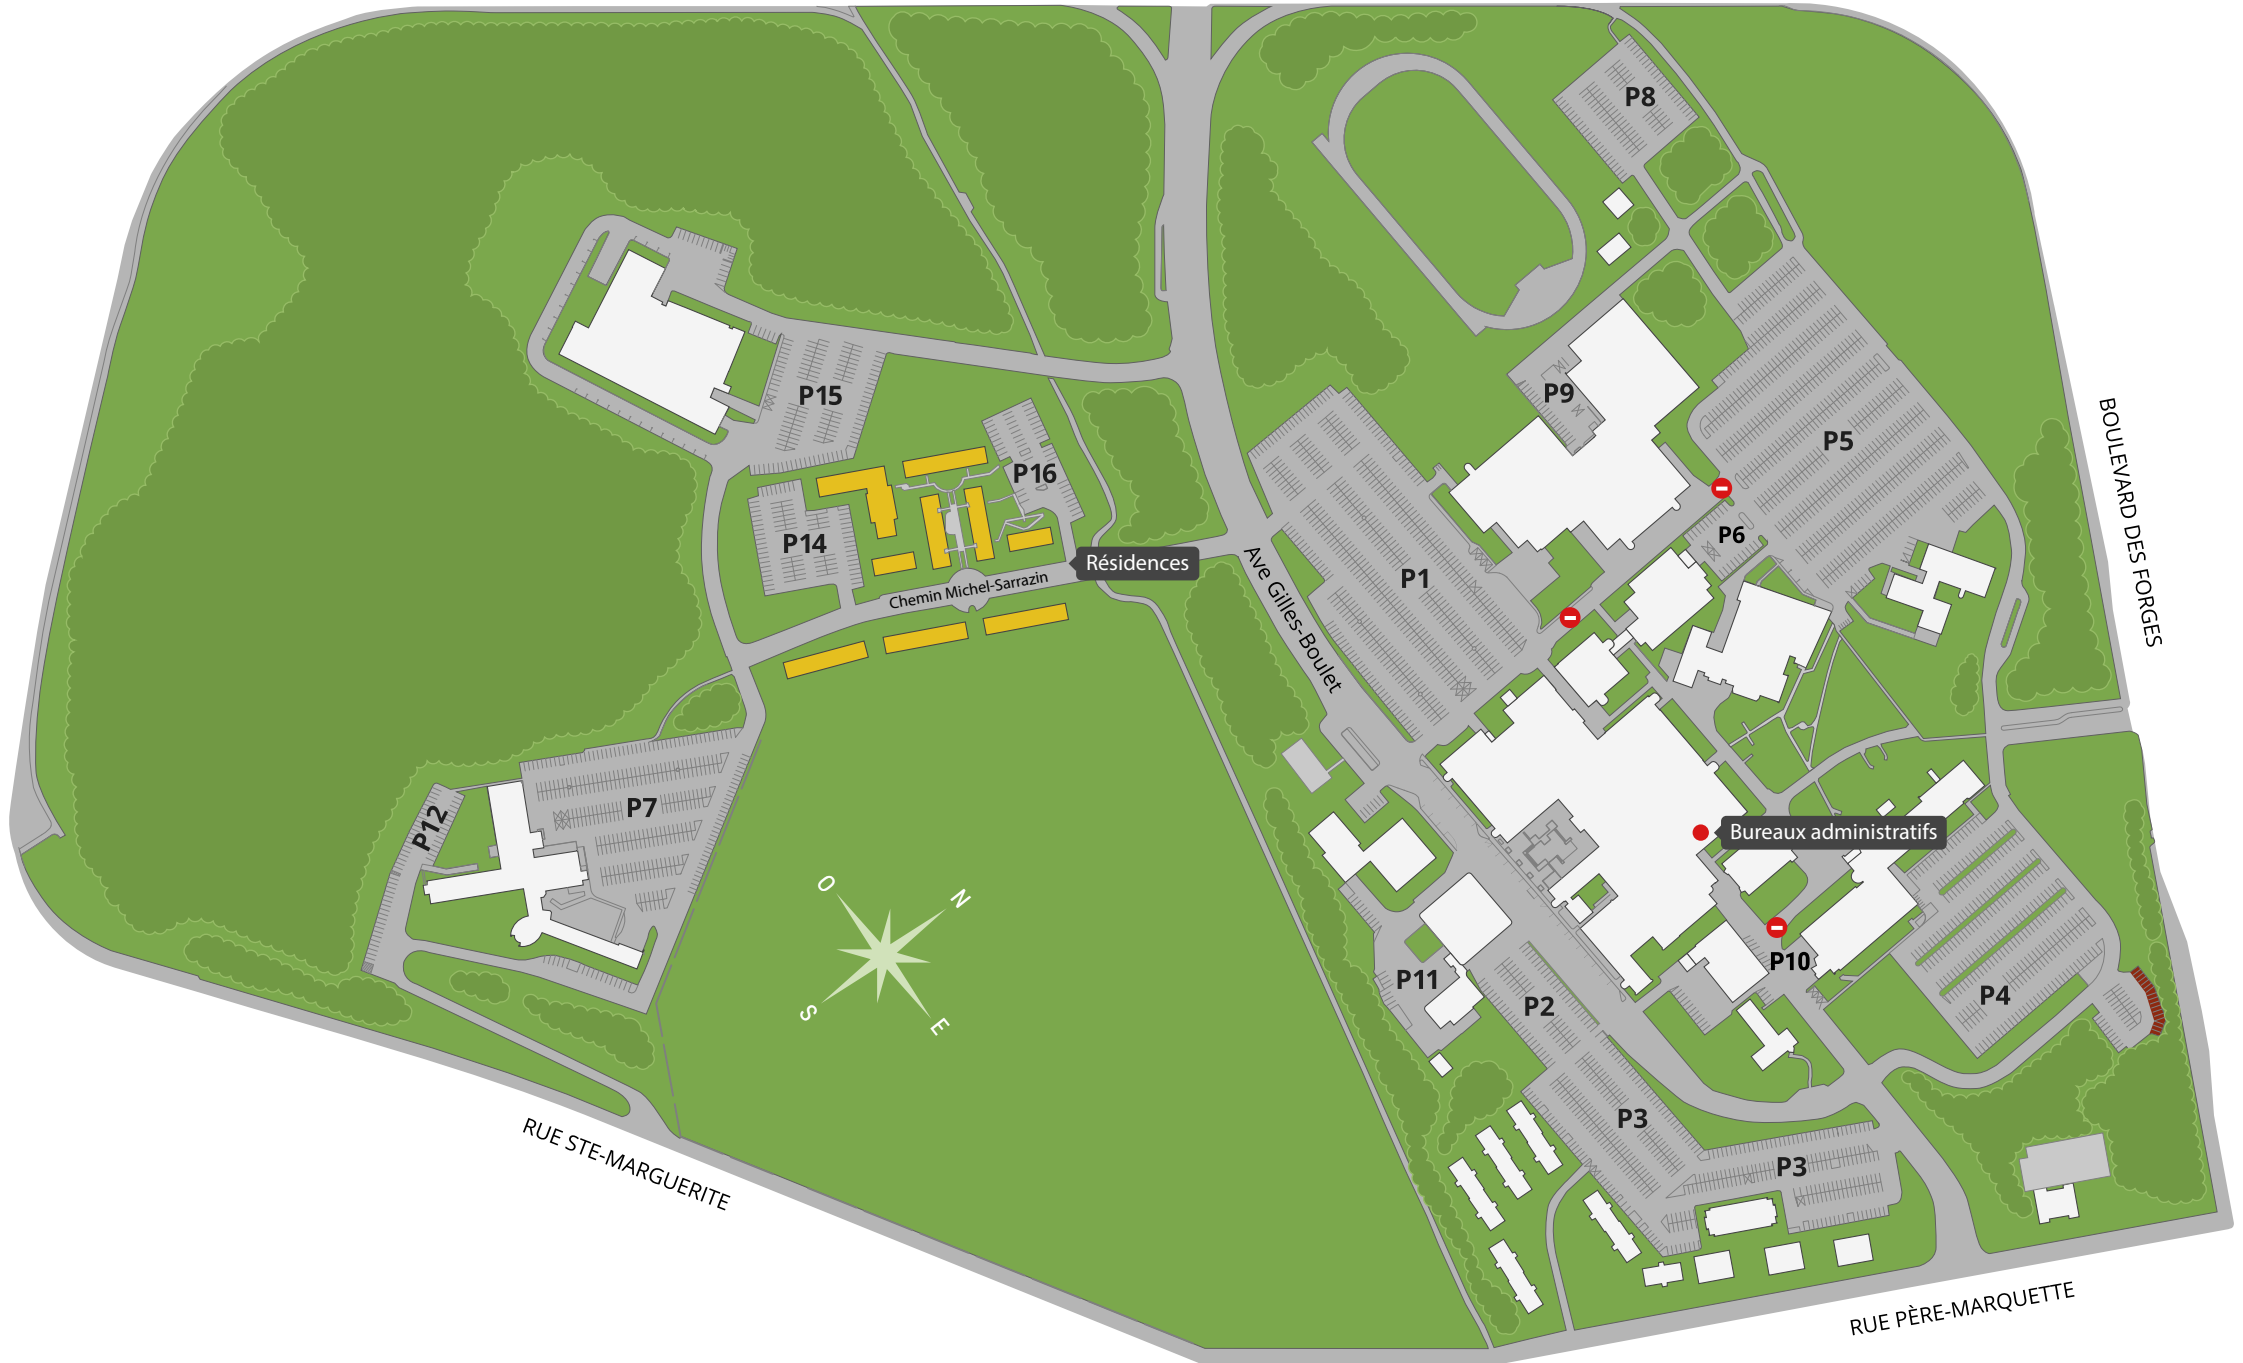 P8
P9
P15
BOULEVARD DES FORGES
P5
P16
P6
P14
Résidences
P1
Chemin Michel-Sarrazin
Ave Gilles-Boulet
P7
P12
Bureaux administratifs
O
N
P10
P11
P4
P2
S
E
P3
RUE STE-MARGUERITE
P3
RUE PÈRE-MARQUETTE